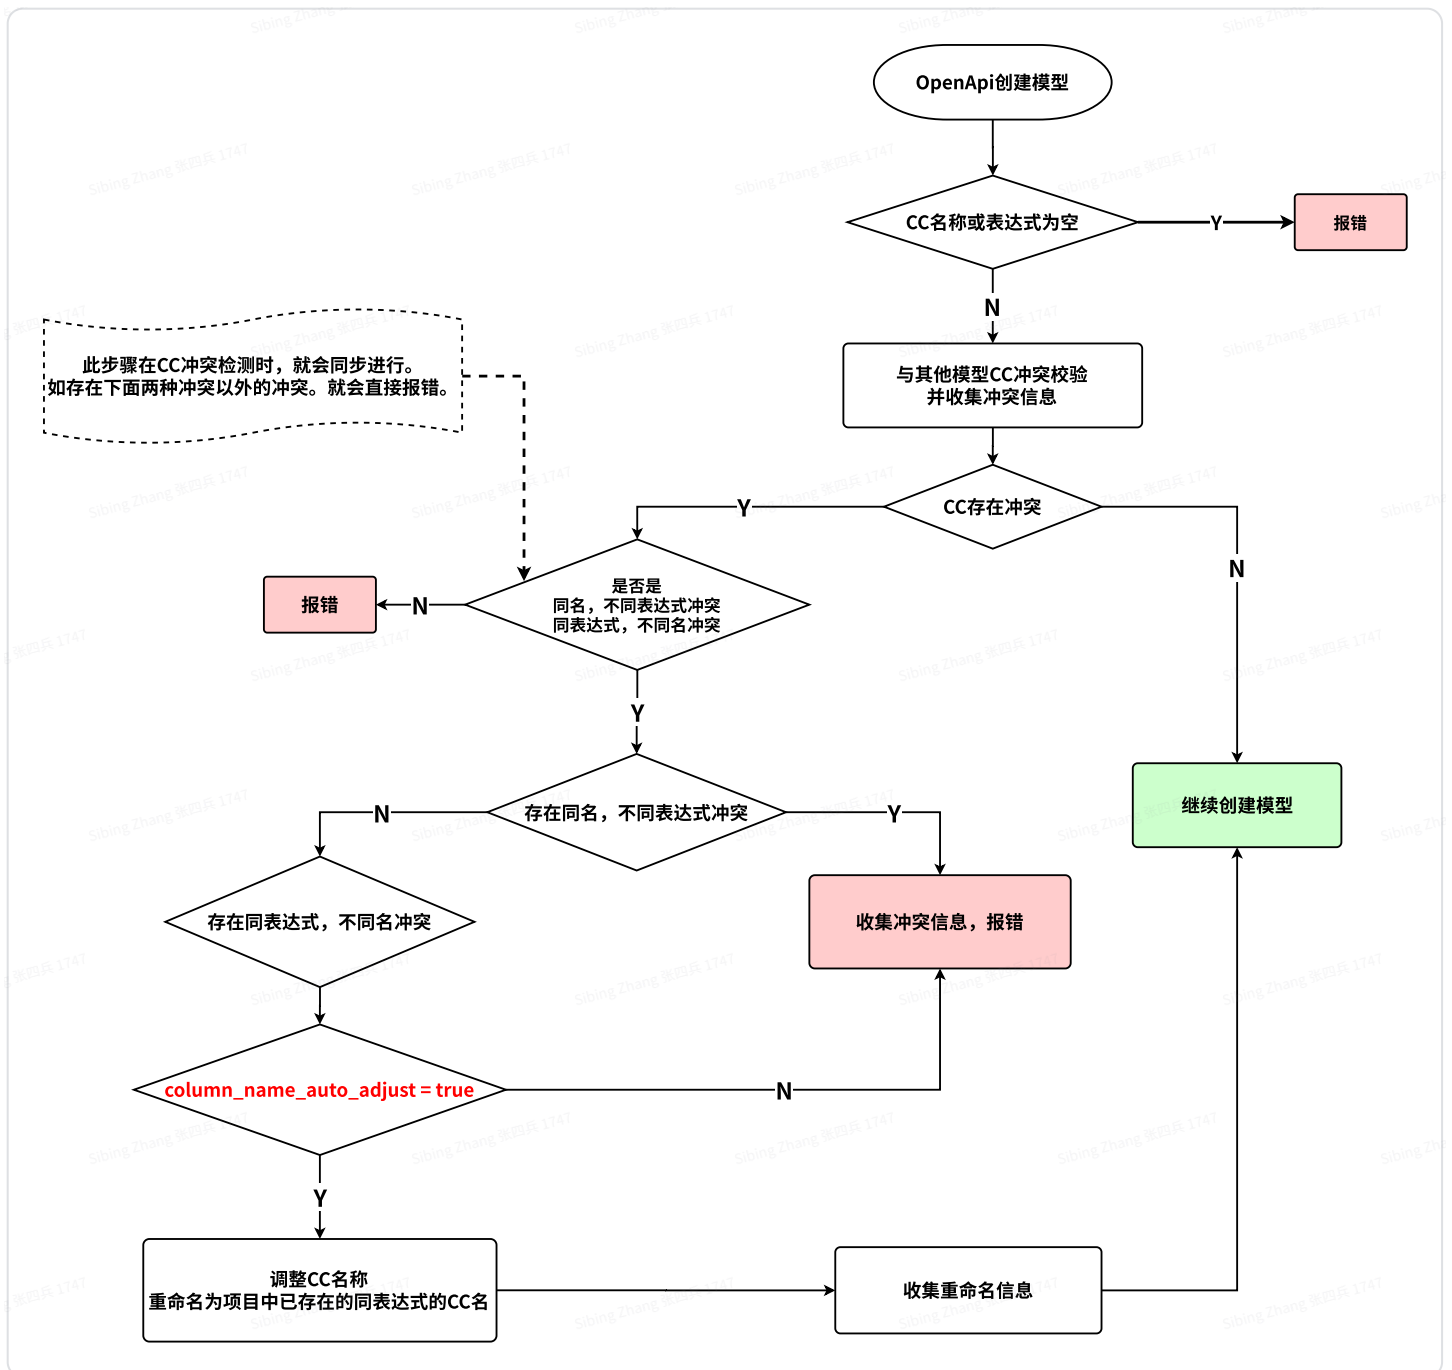 OpenApi创建模型
CC名称或表达式为空
Y
报错
N
此步骤在CC冲突检测时，就会同步进行。
如存在下面两种冲突以外的冲突。就会直接报错。
与其他模型CC冲突校验
并收集冲突信息
CC存在冲突
Y
N
是否是
同名，不同表达式冲突
同表达式，不同名冲突
N
报错
Y
存在同名，不同表达式冲突
N
Y
继续创建模型
存在同表达式，不同名冲突
收集冲突信息，报错
column_name_auto_adjust = true
N
Y
调整CC名称
重命名为项目中已存在的同表达式的CC名
收集重命名信息
Sibing Zhang 张四兵 1747